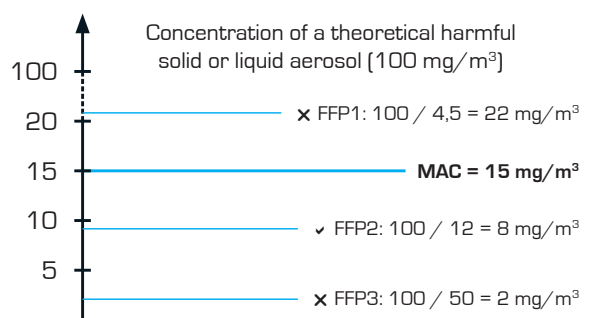 Concentration of a theoretical harmful
solid or liquid aerosol (100 mg/m³)
100
× FFP1: 100 / 4,5 = 22 mg/m³
20
15
MAC = 15 mg/m³
10
✓ FFP2: 100 / 12 = 8 mg/m³
5
× FFP3: 100 / 50 = 2 mg/m³